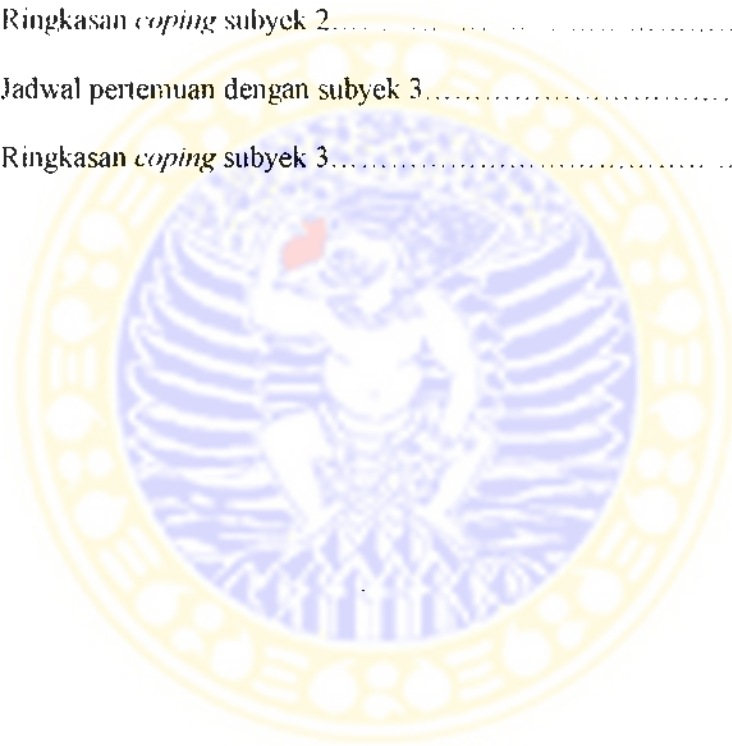 Ringkasan coping subyek 2..............................
Jadwal pertemuan dengan subyek 3..............................
Ringkasan coping subyek 3..............................